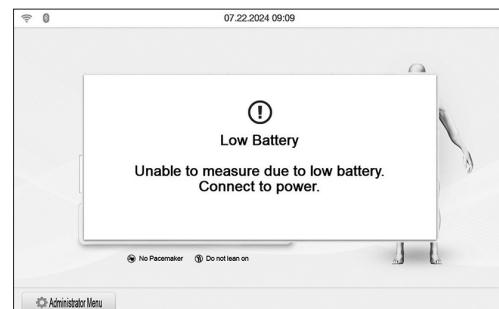 07.22.2024 09:09
Low Battery
Unable to measure due to low battery.
Connect to power.
No Pacemaker Do not lean on
Administrator Menu